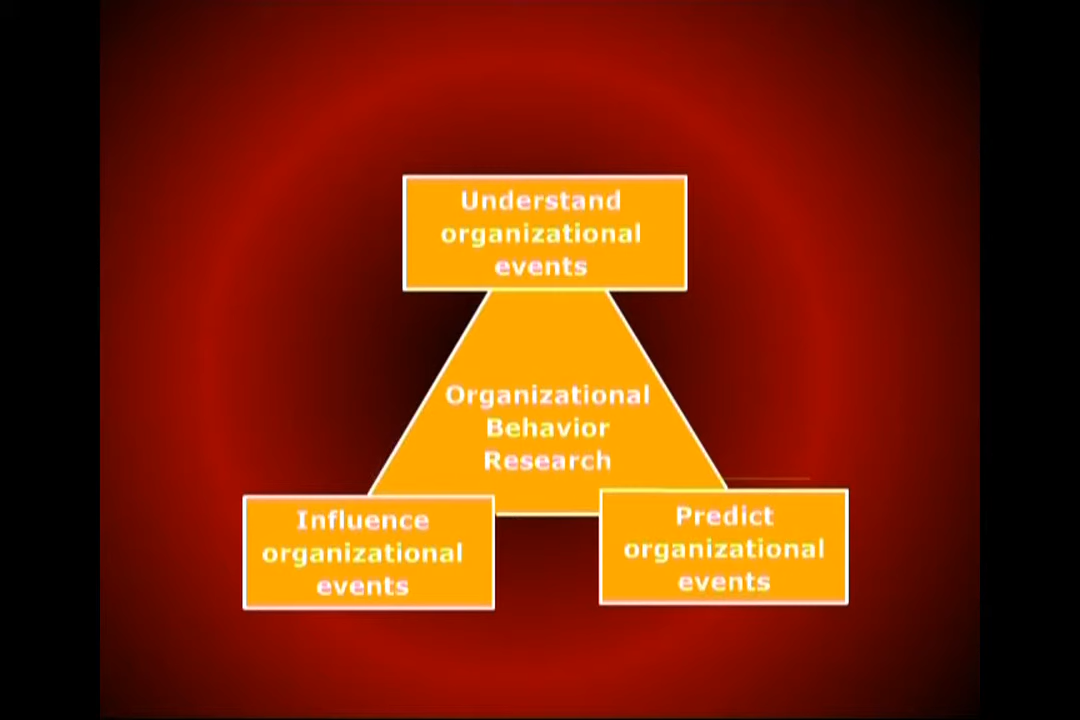 Understand
organizational
events
Organizational
Behavior
Research
Influence
organizational
events
Predict
organizational
events